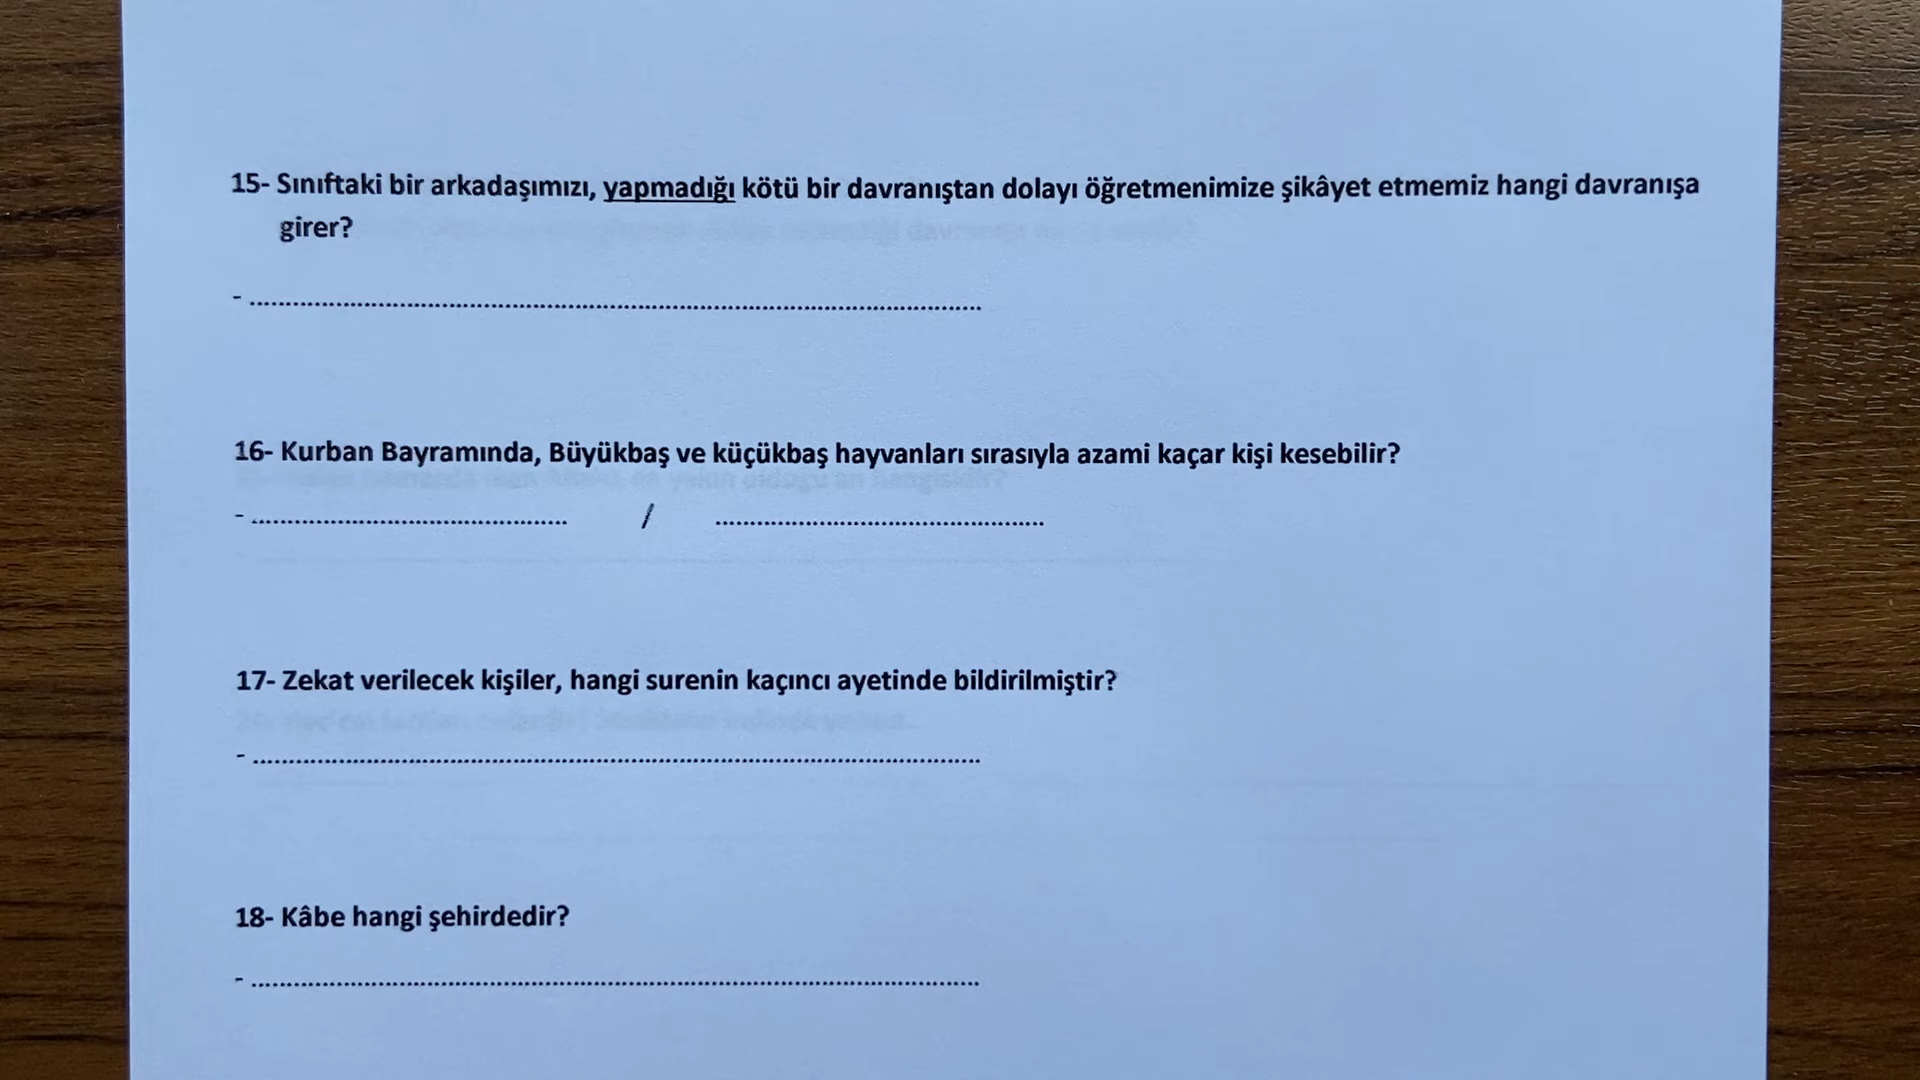 15- Sınıftaki bir arkadaşımızı, yapmadığı kötü bir davranıştan dolayı öğretmenimize şikâyet etmemiz hangi davranışa
girer?
- ..........................................................................................
16- Kurban Bayramında, Büyükbaş ve küçükbaş hayvanları sırasıyla azami kaçar kişi kesebilir?
- ....................................... / ........................................
17- Zekat verilecek kişiler, hangi surenin kaçıncı ayetinde bildirilmiştir?
- ..........................................................................................
18- Kâbe hangi şehirdedir?
- ..........................................................................................